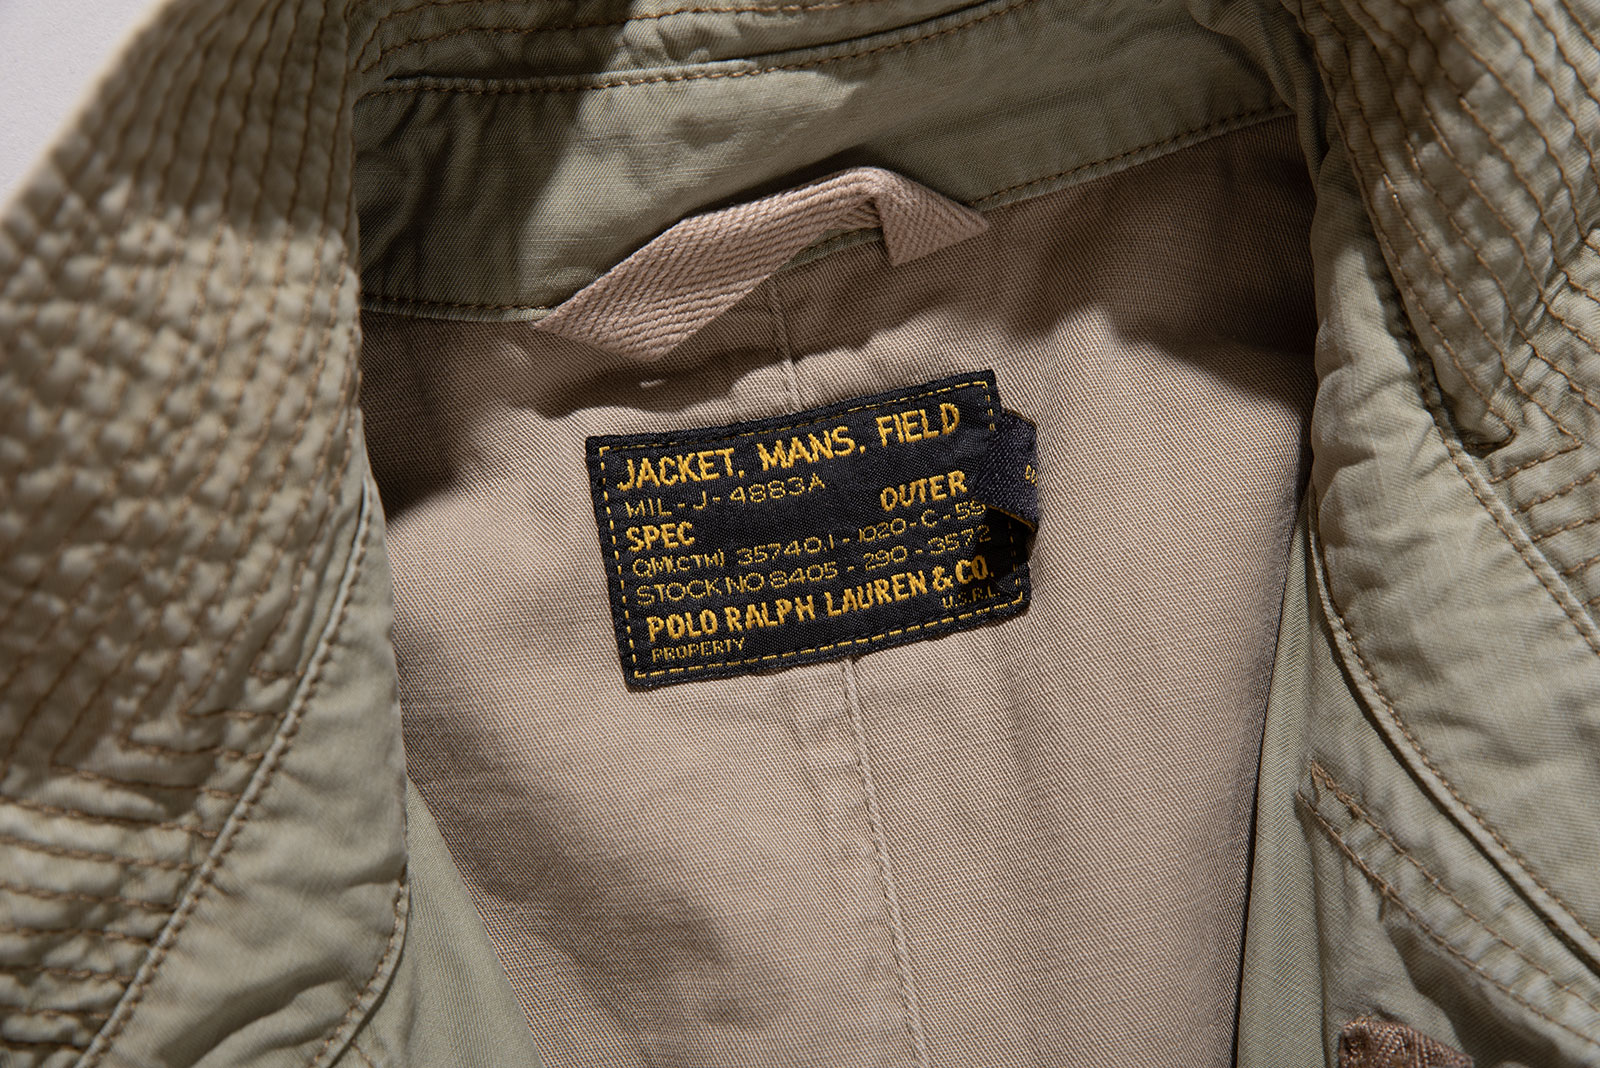 JACKET, MANS, FIELD
MIL-J-4883A
OUTER
SPEC
QM(CTM) 35740.1-1020-C-59
STOCK NO 8405-290-3572
POLO RALPH LAUREN & CO.
U.S.R.L.
PROPERTY